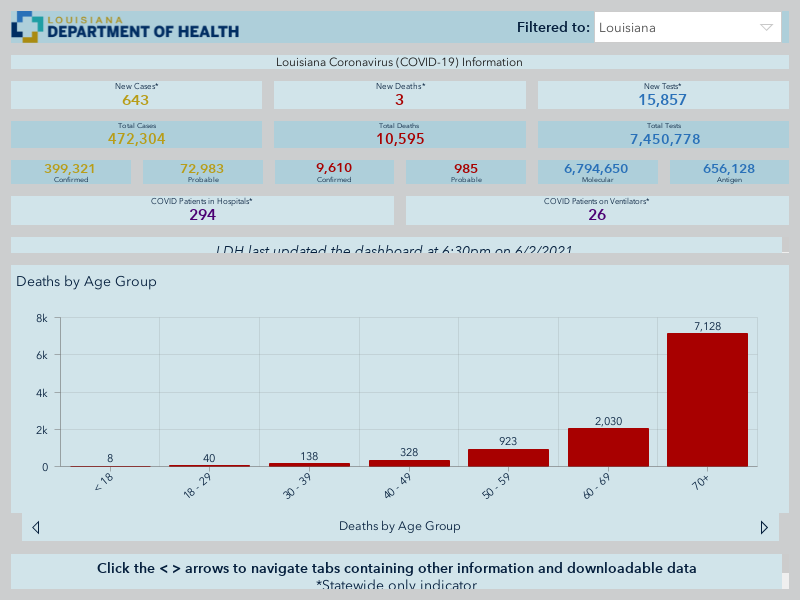 LOUISIANA
DEPARTMENT OF HEALTH
Filtered to: Louisiana
Louisiana Coronavirus (COVID-19) Information
New Cases* New Deaths* New Tests*
643 3 15,857
Total Cases Total Deaths Total Tests
472,304 10,595 7,450,778
399,321 72,983 9,610 985 6,794,650 656,128
Confirmed Probable Confirmed Probable Molecular Antigen
COVID Patients in Hospitals* COVID Patients on Ventilators*
294 26
LDH last updated the dashboard at 6:30pm on 6/2/2021
Deaths by Age Group
8k
6k
4k
2k
0
7,128
2,030
923
328
138
40
8
< 18 18 - 29 30 - 39 40 - 49 50 - 59 60 - 69 70+
Deaths by Age Group
Click the < > arrows to navigate tabs containing other information and downloadable data
*Statewide only indicator